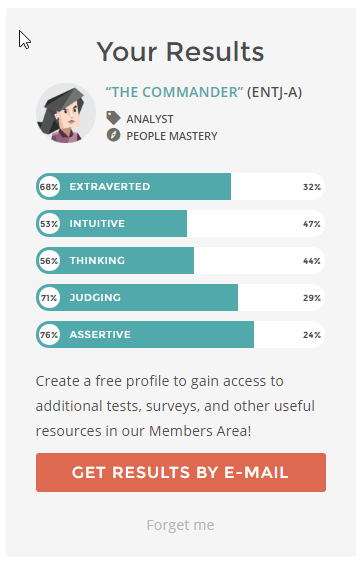 Your Results
“THE COMMANDER” (ENTJ-A)
ANALYST
PEOPLE MASTERY
68% EXTRAVERTED 32%
53% INTUITIVE 47%
56% THINKING 44%
71% JUDGING 29%
76% ASSERTIVE 24%
Create a free profile to gain access to
additional tests, surveys, and other useful
resources in our Members Area!
GET RESULTS BY E-MAIL
Forget me